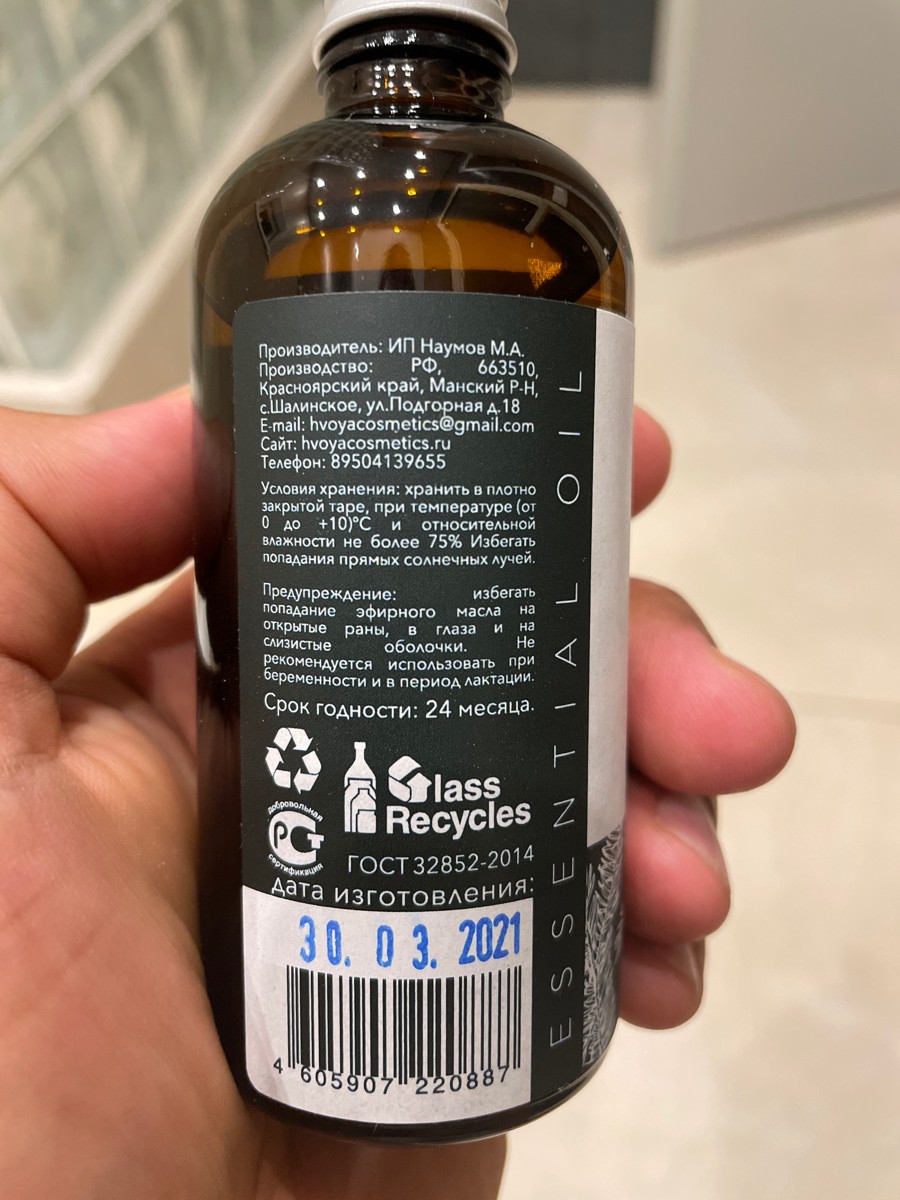 Производитель: ИП Наумов М.А.
Производство: РФ, 663510,
Красноярский край, Манский Р-Н,
с.Шалинское, ул.Подгорная д.18
E-mail: hvoyacosmetics@gmail.com
Сайт: hvoyacosmetics.ru
Телефон: 89504139655
Условия хранения: хранить в плотно
закрытой таре, при температуре (от
0 до +10)°С и относительной
влажности не более 75% Избегать
попадания прямых солнечных лучей.
Предупреждение: избегать
попадание эфирного масла на
открытые раны, в глаза и на
слизистые оболочки. Не
рекомендуется использовать при
беременности и в период лактации.
Срок годности: 24 месяца.
Glass
Recycles
добровольная
РСТ
сертификация
ГОСТ 32852-2014
дата изготовления:
30. 03. 2021
4 605907 220887
ESSENTIAL OIL